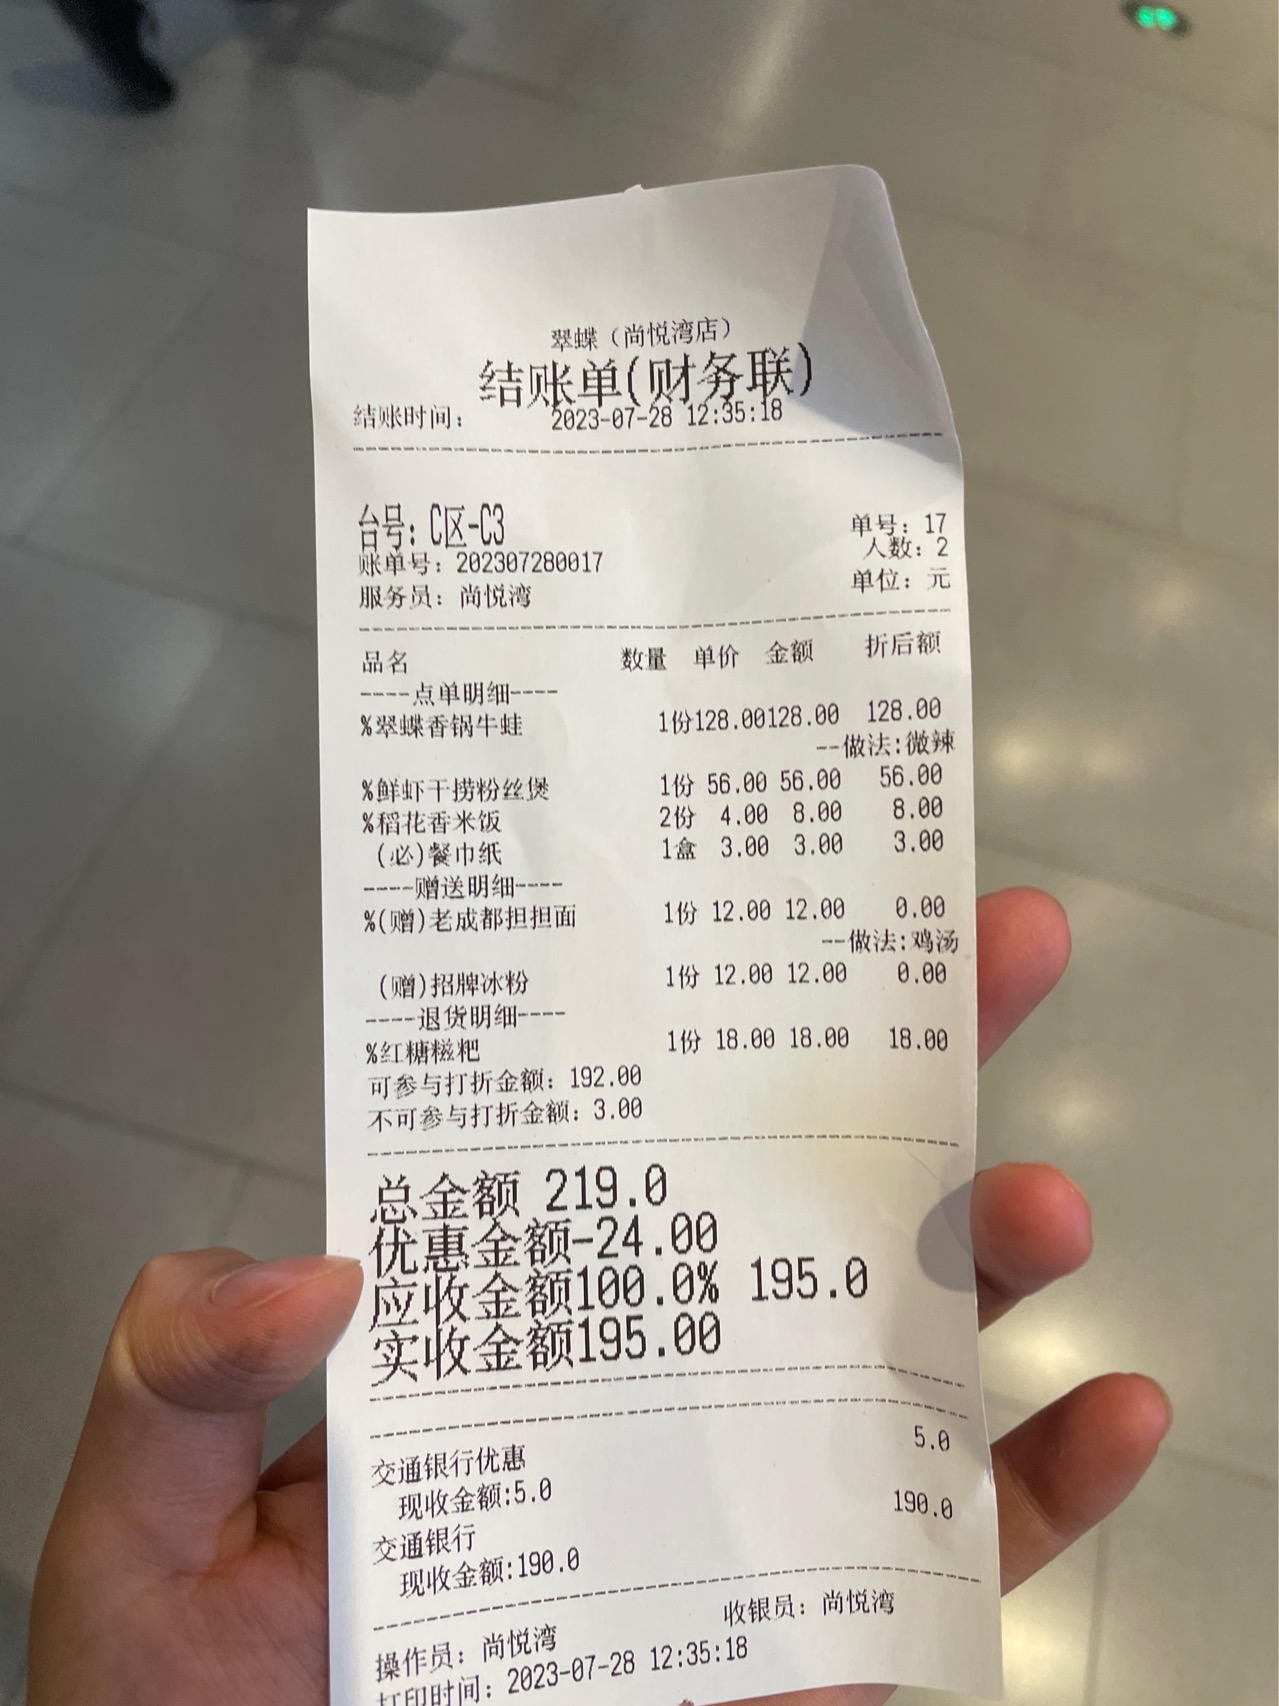 翠蝶（尚悦湾店）
结账单(财务联)
结账时间： 2023-07-28 12:35:18
台号：C区-C3 单号：17
人数：2
账单号：202307280017
服务员：尚悦湾 单位：元
品名 数量 单价 金额 折后额
----点单明细----
%翠蝶香锅牛蛙 1份128.00128.00 128.00
--做法:微辣
%鲜虾干捞粉丝煲 1份 56.00 56.00 56.00
%稻花香米饭 2份 4.00 8.00 8.00
(必)餐巾纸 1盒 3.00 3.00 3.00
----赠送明细----
%(赠)老成都担担面 1份 12.00 12.00 0.00
--做法:鸡汤
(赠)招牌冰粉 1份 12.00 12.00 0.00
----退货明细----
%红糖糍粑 1份 18.00 18.00 18.00
可参与打折金额：192.00
不可参与打折金额：3.00
总金额 219.0
优惠金额-24.00
应收金额100.0% 195.0
实收金额195.00
交通银行优惠 5.0
现收金额:5.0
交通银行 190.0
现收金额:190.0
操作员：尚悦湾 收银员：尚悦湾
打印时间：2023-07-28 12:35:18